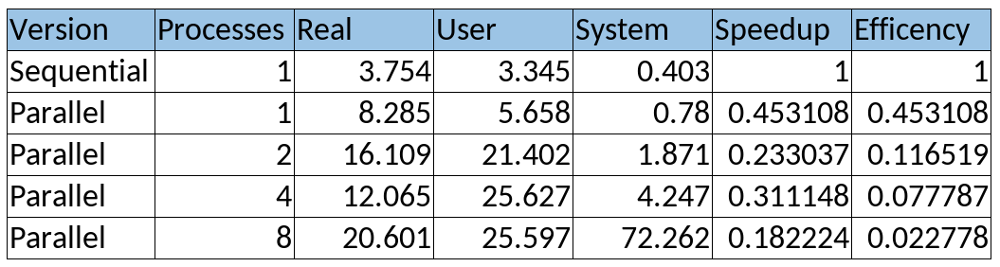 Version Processes Real User System Speedup Efficency
Sequential 1 3.754 3.345 0.403 1 1
Parallel 1 8.285 5.658 0.78 0.453108 0.453108
Parallel 2 16.109 21.402 1.871 0.233037 0.116519
Parallel 4 12.065 25.627 4.247 0.311148 0.077787
Parallel 8 20.601 25.597 72.262 0.182224 0.022778